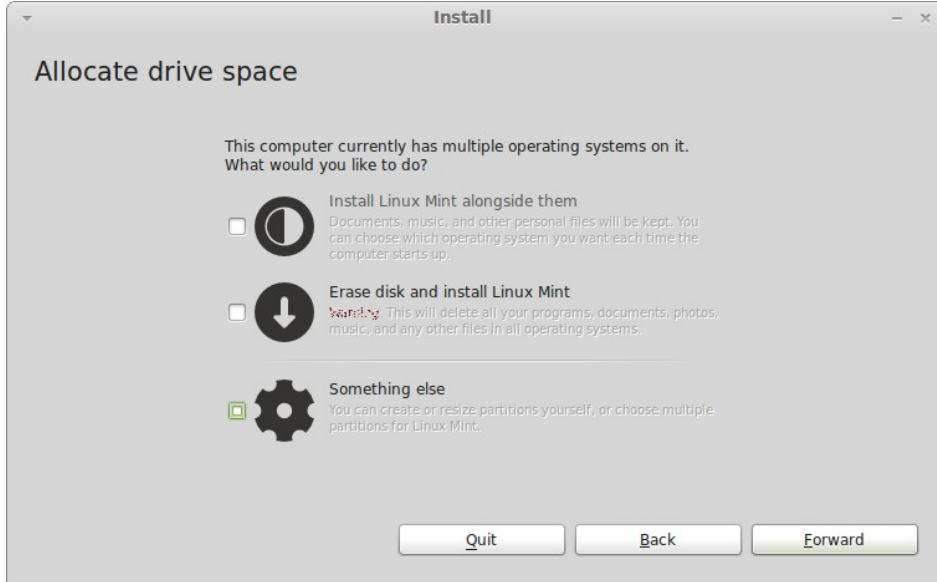 Install
Allocate drive space
This computer currently has multiple operating systems on it.
What would you like to do?
Install Linux Mint alongside them
Documents, music, and other personal files will be kept. You
can choose which operating system you want each time the
computer starts up.
Erase disk and install Linux Mint
Warning: This will delete all your programs, documents, photos,
music, and any other files in all operating systems.
Something else
You can create or resize partitions yourself, or choose multiple
partitions for Linux Mint.
Quit
Back
Forward